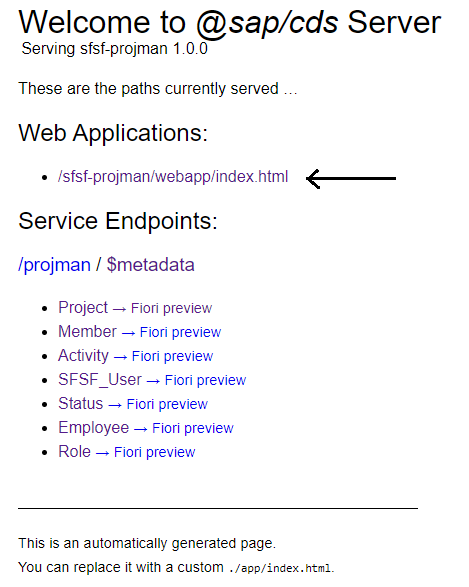 Welcome to @sap/cds Server
Serving sfsf-projman 1.0.0
These are the paths currently served …
Web Applications:
/sfsf-projman/webapp/index.html
Service Endpoints:
/projman / $metadata
Project → Fiori preview
Member → Fiori preview
Activity → Fiori preview
SFSF_User → Fiori preview
Status → Fiori preview
Employee → Fiori preview
Role → Fiori preview
This is an automatically generated page.
You can replace it with a custom ./app/index.html.